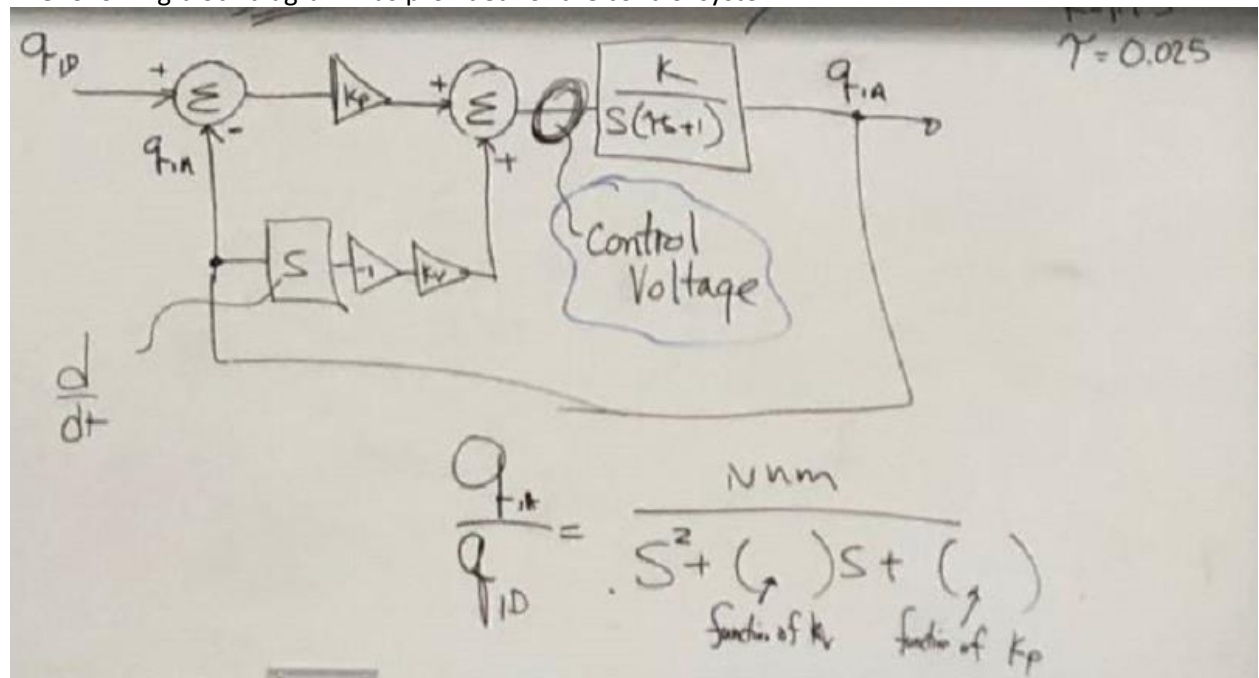 q1D
τ = 0.025
+
Σ
-
kp
+
Σ
+
K
S(τs+1)
q1A
q1A
S
-1
kv
Control
Voltage
d
dt
q1A
q1D
=
Num
S² + ( )S + ( )
function of kv
function of kp